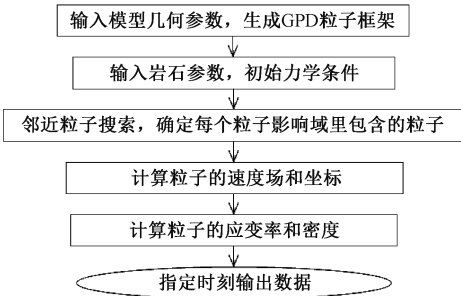 输入模型几何参数，生成GPD粒子框架
输入岩石参数，初始力学条件
邻近粒子搜索，确定每个粒子影响域里包含的粒子
计算粒子的速度场和坐标
计算粒子的应变率和密度
指定时刻输出数据